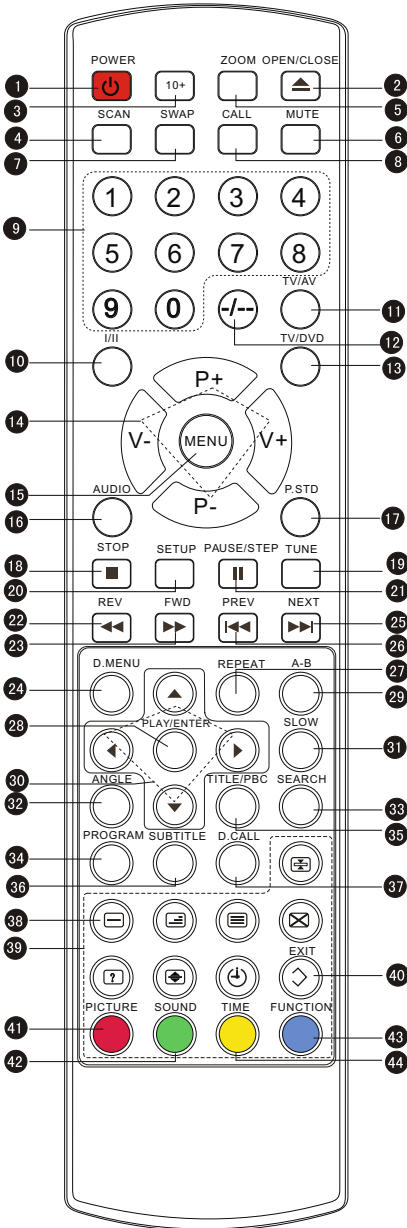 POWER ZOOM OPEN/CLOSE
1 10+ 2
3 5
SCAN SWAP CALL MUTE
4 6
7 8
1 2 3 4
9
5 6 7 8
TV/AV
9 0 -/-- 11
12
I/II TV/DVD
10 13
P+
14
V- MENU V+
15
P-
AUDIO P.STD
16 17
STOP SETUP PAUSE/STEP TUNE
18 19
20 21
REV FWD PREV NEXT
22 25
23 26
27
D.MENU REPEAT A-B
24 29
28 PLAY/ENTER SLOW
31
30
ANGLE TITLE/PBC SEARCH
32 33
35
PROGRAM SUBTITLE D.CALL
34
36 37
38
39
?
EXIT
40
PICTURE SOUND TIME FUNCTION
41 43
42 44